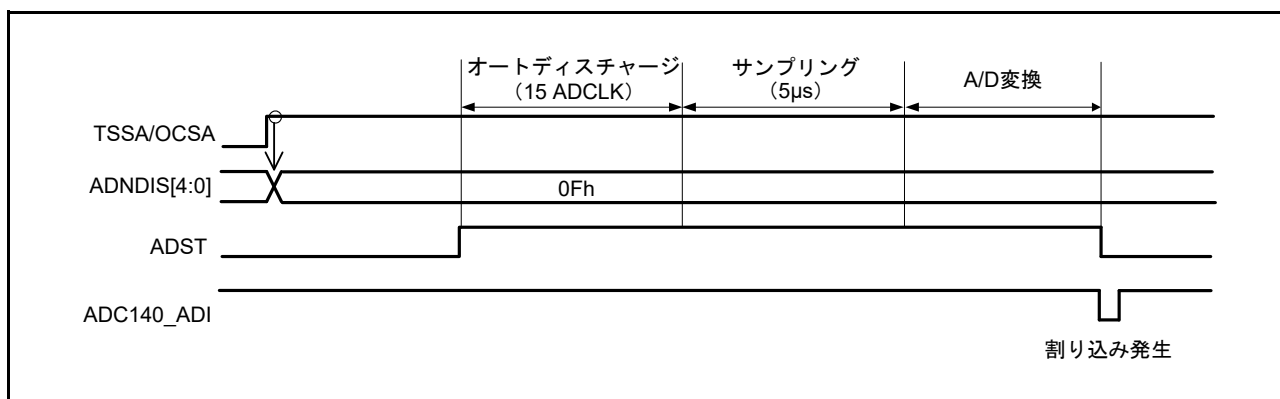 オートディスチャージ サンプリング A/D変換
（15 ADCLK） （5µs）
TSSA/OCSA
ADNDIS[4:0] 0Fh
ADST
ADC140_ADI
割り込み発生